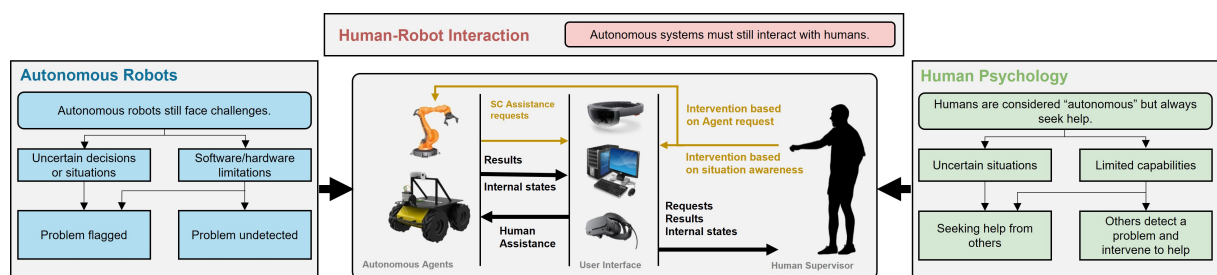 Human-Robot Interaction
Autonomous systems must still interact with humans.
Autonomous Robots
Autonomous robots still face challenges.
Uncertain decisions
or situations
Software/hardware
limitations
Problem flagged
Problem undetected
SC Assistance
requests
Results
Internal states
Human
Assistance
Autonomous Agents
User Interface
Intervention based
on Agent request
Intervention based
on situation awareness
Requests
Results
Internal states
Human Supervisor
Human Psychology
Humans are considered “autonomous” but always
seek help.
Uncertain situations
Limited capabilities
Seeking help from
others
Others detect a
problem and
intervene to help